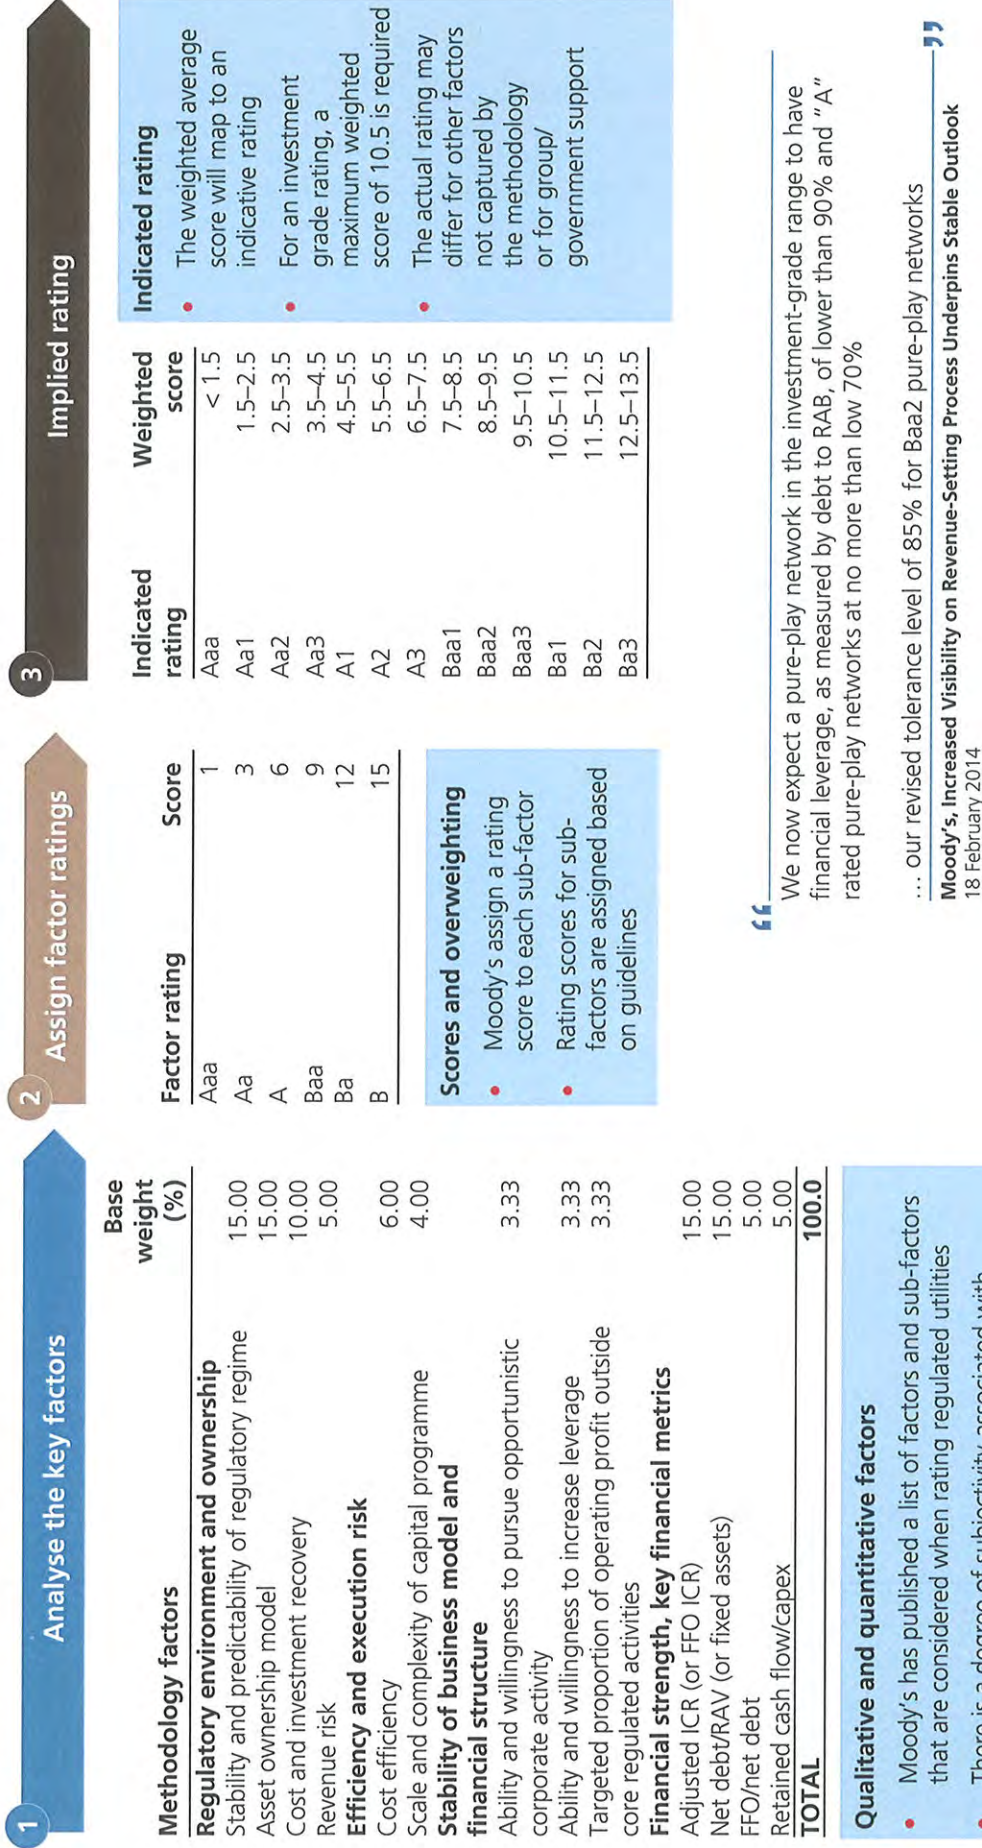 1
Analyse the key factors
Methodology factors
Base
weight
(%)
Regulatory environment and ownership
Stability and predictability of regulatory regime 15.00
Asset ownership model 15.00
Cost and investment recovery 10.00
Revenue risk 5.00
Efficiency and execution risk
Cost efficiency 6.00
Scale and complexity of capital programme 4.00
Stability of business model and
financial structure
Ability and willingness to pursue opportunistic 3.33
corporate activity
Ability and willingness to increase leverage 3.33
Targeted proportion of operating profit outside 3.33
core regulated activities
Financial strength, key financial metrics
Adjusted ICR (or FFO ICR) 15.00
Net debt/RAV (or fixed assets) 15.00
FFO/net debt 5.00
Retained cash flow/capex 5.00
TOTAL 100.0
Qualitative and quantitative factors
• Moody's has published a list of factors and sub-factors
that are considered when rating regulated utilities
• There is a degree of subjectivity associated with
2
Assign factor ratings
Factor rating Score
Aaa 1
Aa 3
A 6
Baa 9
Ba 12
B 15
Scores and overweighting
• Moody's assign a rating
score to each sub-factor
• Rating scores for sub-
factors are assigned based
on guidelines
3
Implied rating
Indicated
rating
Weighted
score
Aaa < 1.5
Aa1 1.5–2.5
Aa2 2.5–3.5
Aa3 3.5–4.5
A1 4.5–5.5
A2 5.5–6.5
A3 6.5–7.5
Baa1 7.5–8.5
Baa2 8.5–9.5
Baa3 9.5–10.5
Ba1 10.5–11.5
Ba2 11.5–12.5
Ba3 12.5–13.5
Indicated rating
• The weighted average
score will map to an
indicative rating
• For an investment
grade rating, a
maximum weighted
score of 10.5 is required
• The actual rating may
differ for other factors
not captured by
the methodology
or for group/
government support
“
We now expect a pure-play network in the investment-grade range to have
financial leverage, as measured by debt to RAB, of lower than 90% and “A”
rated pure-play networks at no more than low 70%
… our revised tolerance level of 85% for Baa2 pure-play networks
”
Moody's, Increased Visibility on Revenue-Setting Process Underpins Stable Outlook
18 February 2014